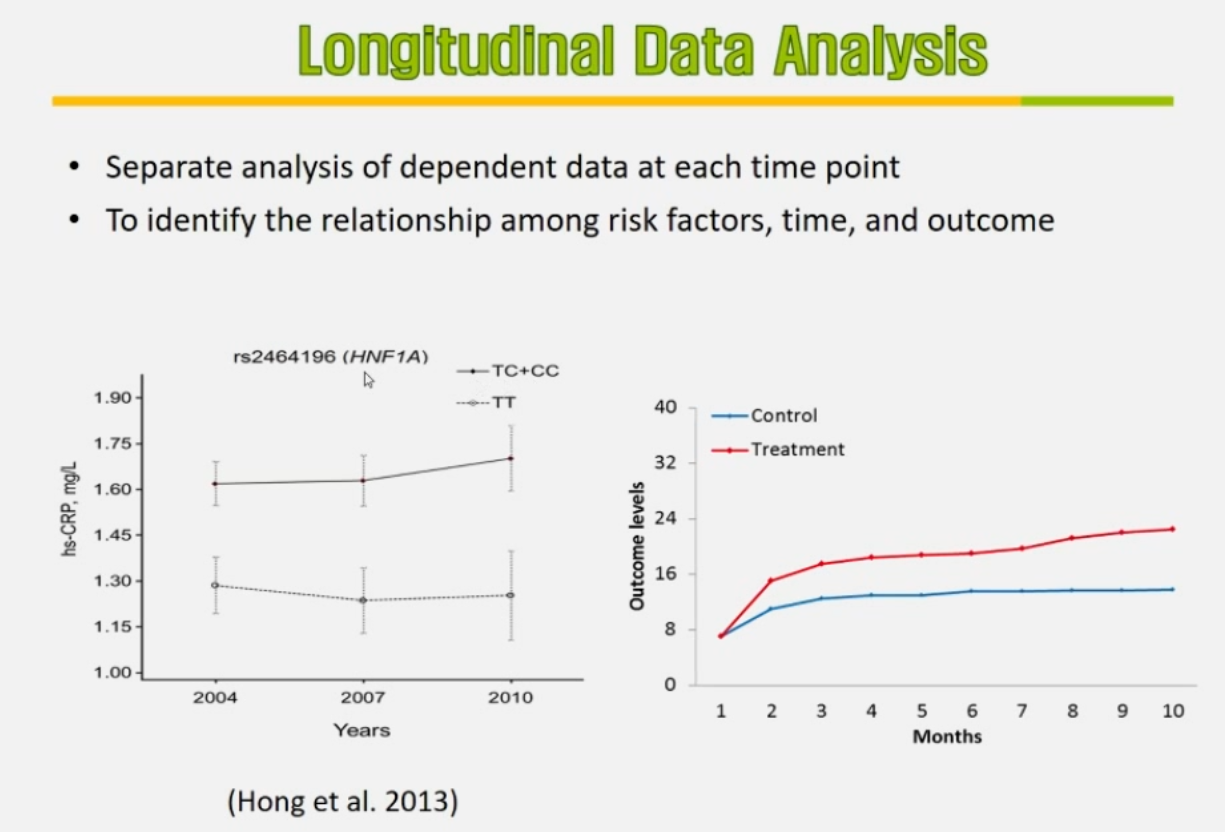 Longitudinal Data Analysis
• Separate analysis of dependent data at each time point
• To identify the relationship among risk factors, time, and outcome
rs2464196 (HNF1A)
TC+CC
TT
1.90
1.75
1.60
1.45
1.30
1.15
1.00
hs-CRP, mg/L
2004 2007 2010
Years
(Hong et al. 2013)
Control
Treatment
40
32
24
16
8
0
Outcome levels
1 2 3 4 5 6 7 8 9 10
Months